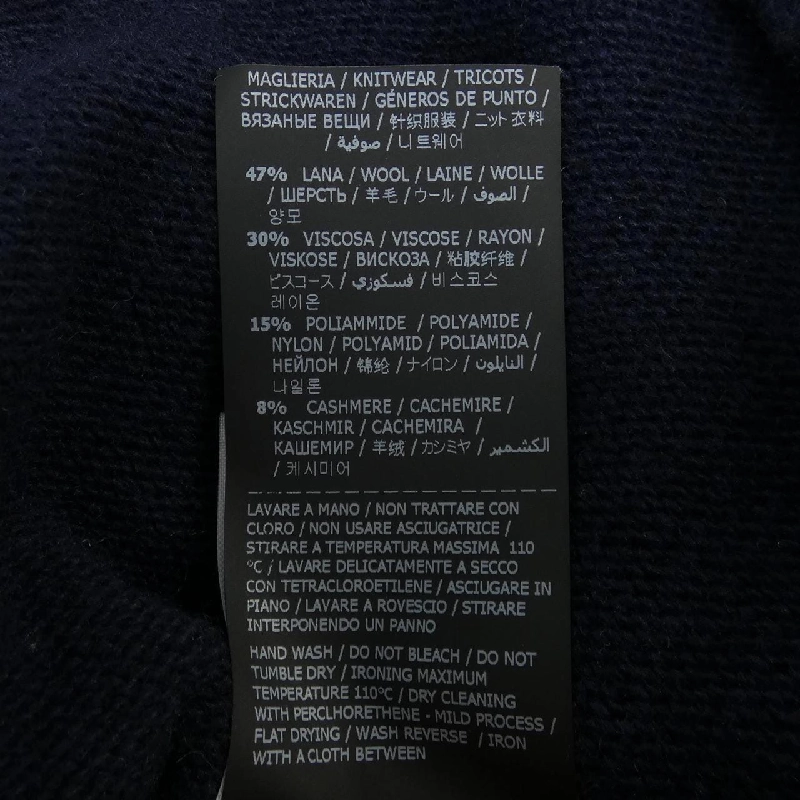 MAGLIERIA / KNITWEAR / TRICOTS /
STRICKWAREN / GÉNEROS DE PUNTO /
ВЯЗАНЫЕ ВЕЩИ / 针织服装 / ニット衣料
/ صوفية / 니트웨어
47% LANA / WOOL / LAINE / WOLLE
/ ШЕРСТЬ / 羊毛 / ウール / الصوف /
양모
30% VISCOSA / VISCOSE / RAYON /
VISKOSE / ВИСКОЗА / 粘胶纤维 /
ビスコース / فسكوزي / 비스코스
레이온
15% POLIAMMIDE / POLYAMIDE /
NYLON / POLYAMID / POLIAMIDA /
НЕЙЛОН / 锦纶 / ナイロン / النايلون /
나일론
8% CASHMERE / CACHEMIRE /
KASCHMIR / CACHEMIRA /
КАШЕМИР / 羊绒 / カシミヤ / الكشمير
/ 케시미어
LAVARE A MANO / NON TRATTARE CON
CLORO / NON USARE ASCIUGATRICE /
STIRARE A TEMPERATURA MASSIMA 110
°C / LAVARE DELICATAMENTE A SECCO
CON TETRACLOROETILENE / ASCIUGARE IN
PIANO / LAVARE A ROVESCIO / STIRARE
INTERPONENDO UN PANNO
HAND WASH / DO NOT BLEACH / DO NOT
TUMBLE DRY / IRONING MAXIMUM
TEMPERATURE 110°C / DRY CLEANING
WITH PERCLHORETHENE - MILD PROCESS /
FLAT DRYING / WASH REVERSE / IRON
WITH A CLOTH BETWEEN